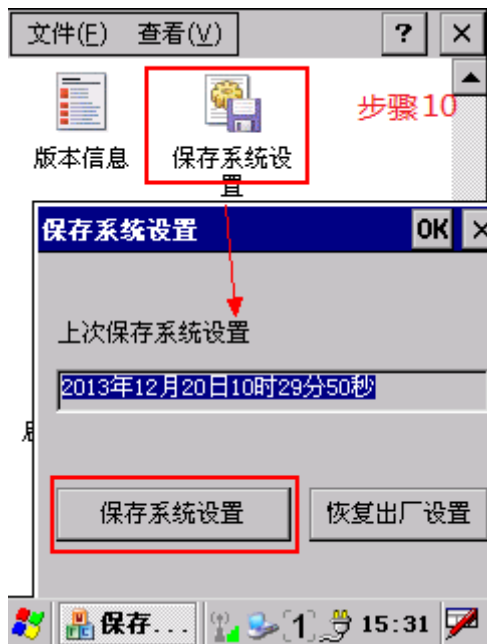 文件(F) 查看(V) ? ×
步骤10
版本信息 保存系统设
置
保存系统设置 OK ×
上次保存系统设置
2013年12月20日10时29分50秒
保存系统设置 恢复出厂设置
保存... 1 15:31